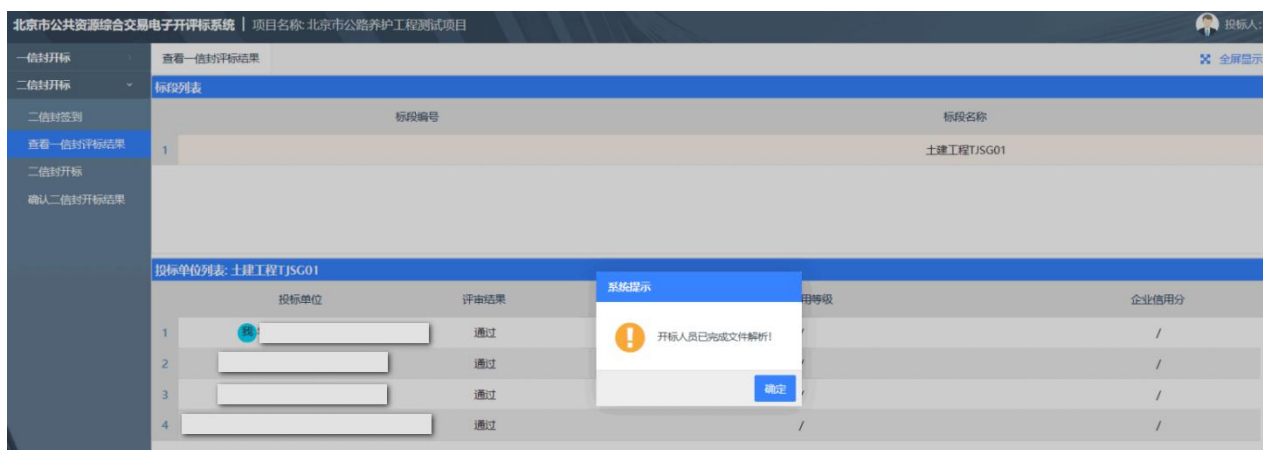 北京市公共资源综合交易电子开评标系统 | 项目名称: 北京市公路养护工程测试项目 投标人:
一信封开标 查看一信封评标结果 全屏显示
二信封开标 标段列表
二信封签到 标段编号 标段名称
查看一信封评标结果 1 土建工程TJSG01
二信封开标
确认二信封开标结果
投标单位列表: 土建工程TJSG01
投标单位 评审结果 用等级 企业信用分
系统提示
开标人员已完成文件解析!
确定
1 我 通过 /
2 通过 /
3 通过 /
4 通过 / /